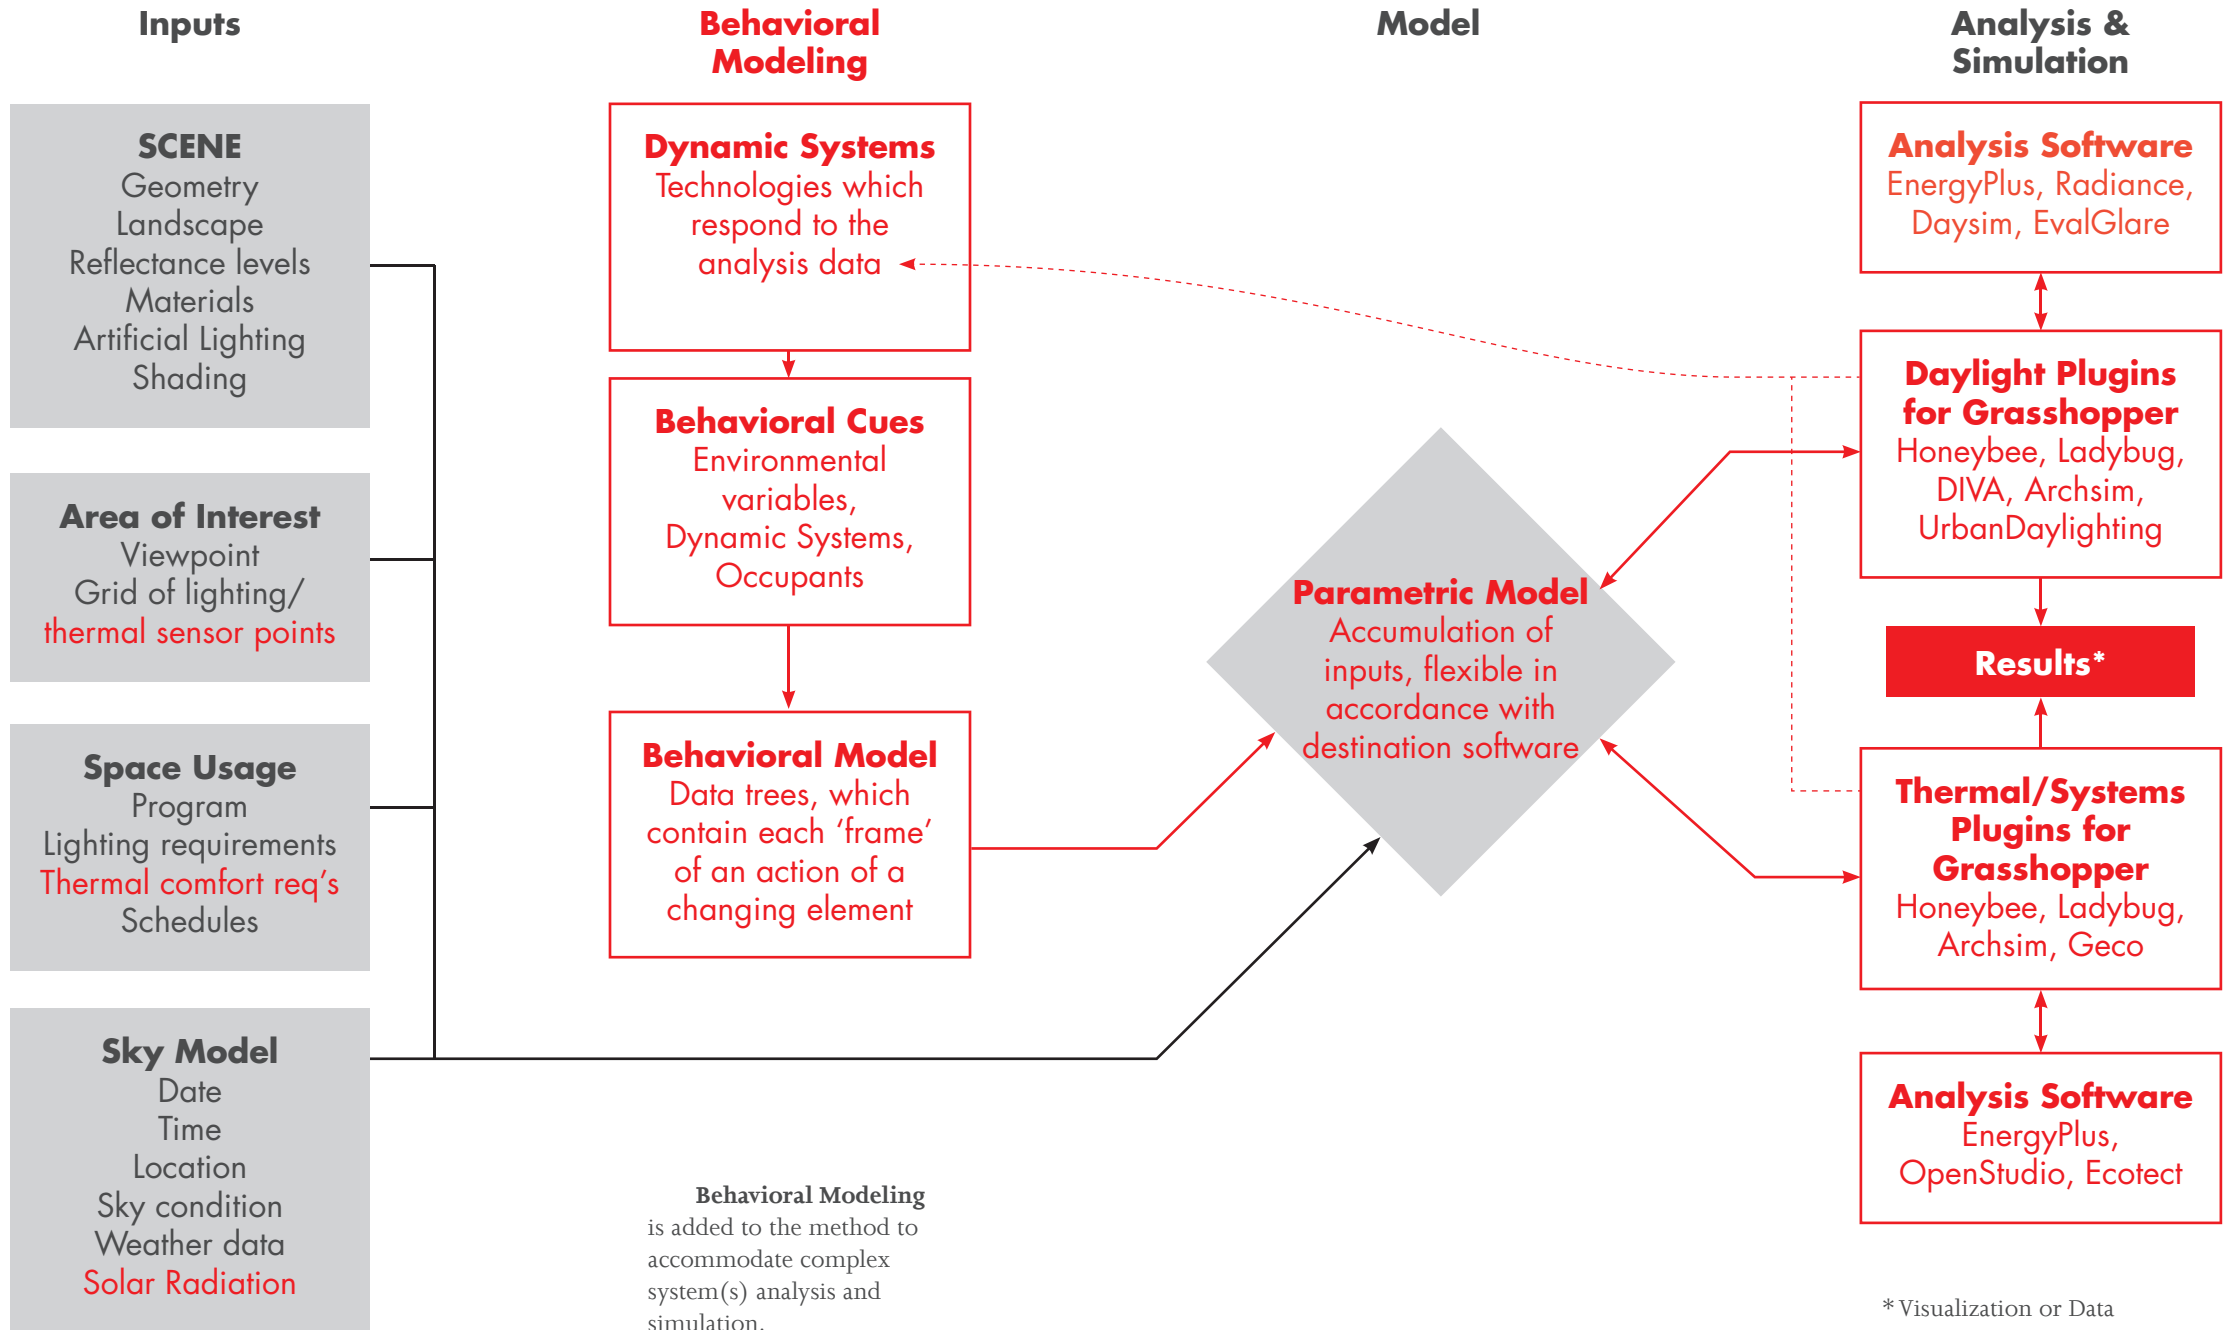 Inputs
SCENE
Geometry
Landscape
Reflectance levels
Materials
Artificial Lighting
Shading
Area of Interest
Viewpoint
Grid of lighting/
thermal sensor points
Space Usage
Program
Lighting requirements
Thermal comfort req’s
Schedules
Sky Model
Date
Time
Location
Sky condition
Weather data
Solar Radiation
Behavioral
Modeling
Dynamic Systems
Technologies which
respond to the
analysis data
Behavioral Cues
Environmental
variables,
Dynamic Systems,
Occupants
Behavioral Model
Data trees, which
contain each ‘frame’
of an action of a
changing element
Behavioral Modeling
is added to the method to
accommodate complex
system(s) analysis and
simulation.
Model
Parametric Model
Accumulation of
inputs, flexible in
accordance with
destination software
Analysis &
Simulation
Analysis Software
EnergyPlus, Radiance,
Daysim, EvalGlare
Daylight Plugins
for Grasshopper
Honeybee, Ladybug,
DIVA, Archsim,
UrbanDaylighting
Results*
Thermal/Systems
Plugins for
Grasshopper
Honeybee, Ladybug,
Archsim, Geco
Analysis Software
EnergyPlus,
OpenStudio, Ecotect
* Visualization or Data